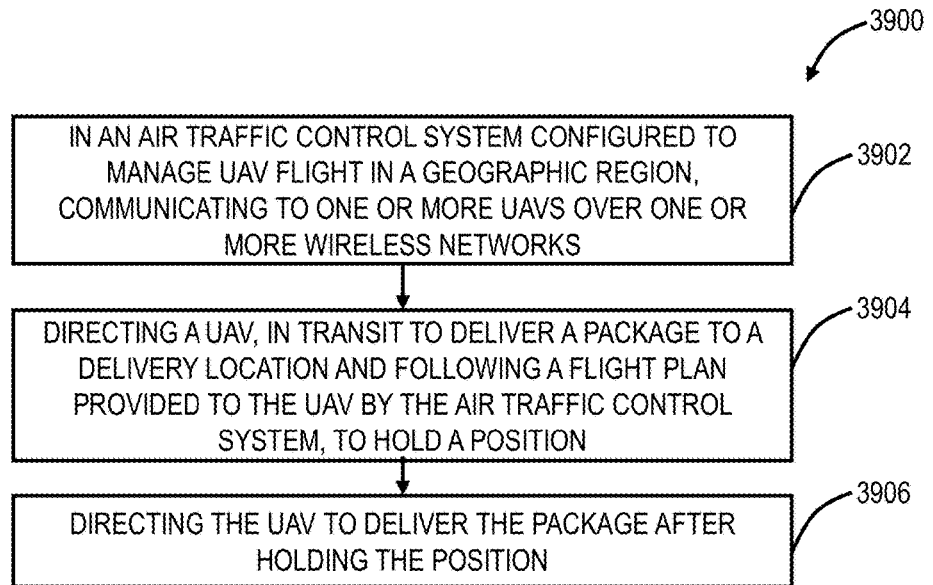 3900
IN AN AIR TRAFFIC CONTROL SYSTEM CONFIGURED TO
MANAGE UAV FLIGHT IN A GEOGRAPHIC REGION,
COMMUNICATING TO ONE OR MORE UAVS OVER ONE OR
MORE WIRELESS NETWORKS
3902
DIRECTING A UAV, IN TRANSIT TO DELIVER A PACKAGE TO A
DELIVERY LOCATION AND FOLLOWING A FLIGHT PLAN
PROVIDED TO THE UAV BY THE AIR TRAFFIC CONTROL
SYSTEM, TO HOLD A POSITION
3904
DIRECTING THE UAV TO DELIVER THE PACKAGE AFTER
HOLDING THE POSITION
3906